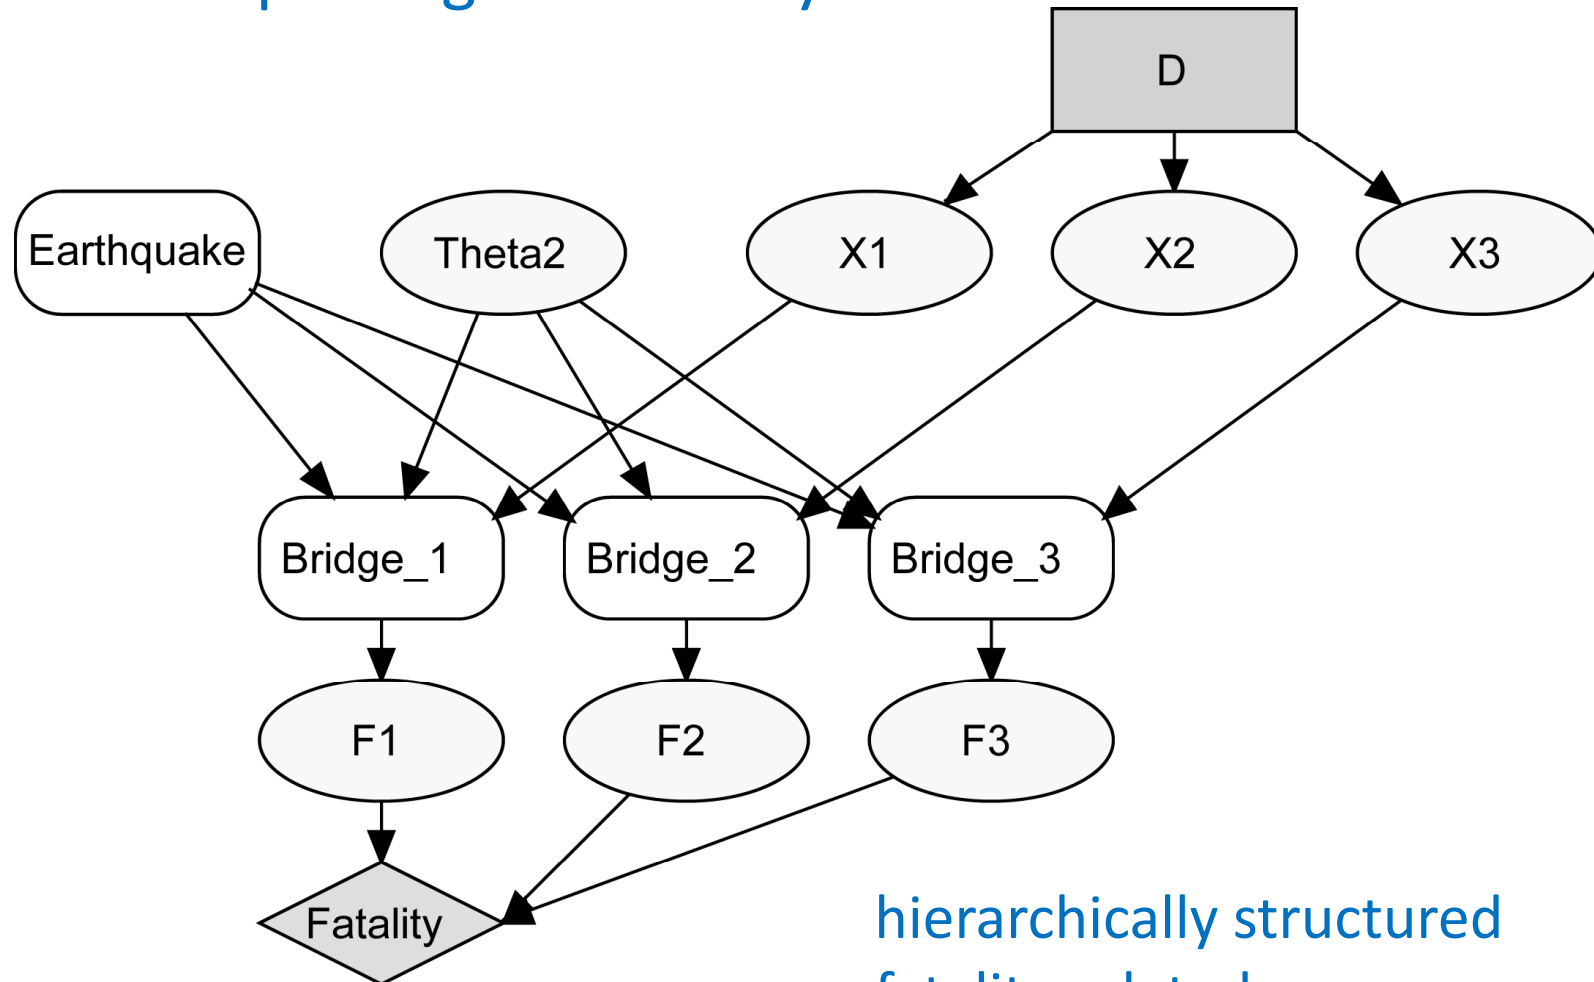 D
Earthquake
Theta2
X1
X2
X3
Bridge_1
Bridge_2
Bridge_3
F1
F2
F3
Fatality
hierarchically structured